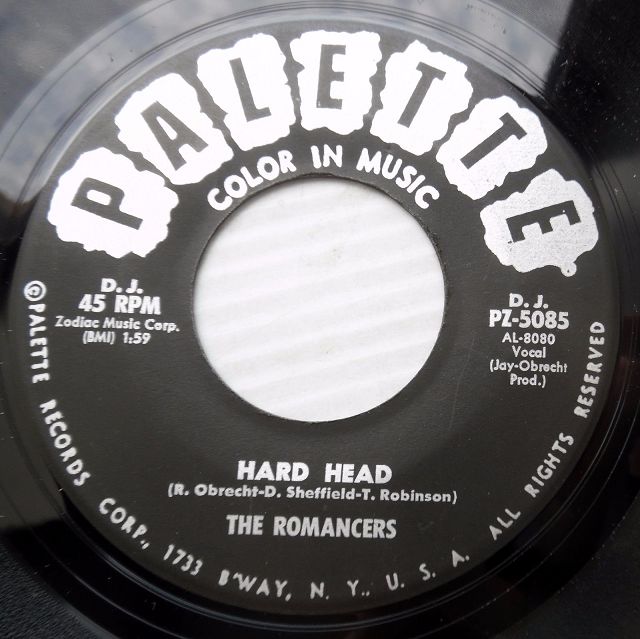 PALETTE
COLOR IN MUSIC
D. J.
45 RPM
Zodiac Music Corp.
(BMI) 1:59
D. J.
PZ-5085
AL-8080
Vocal
(Jay-Obrecht
Prod.)
HARD HEAD
(R. Obrecht-D. Sheffield-T. Robinson)
THE ROMANCERS
©PALETTE RECORDS CORP., 1733 B'WAY, N. Y., U. S. A. ALL RIGHTS RESERVED